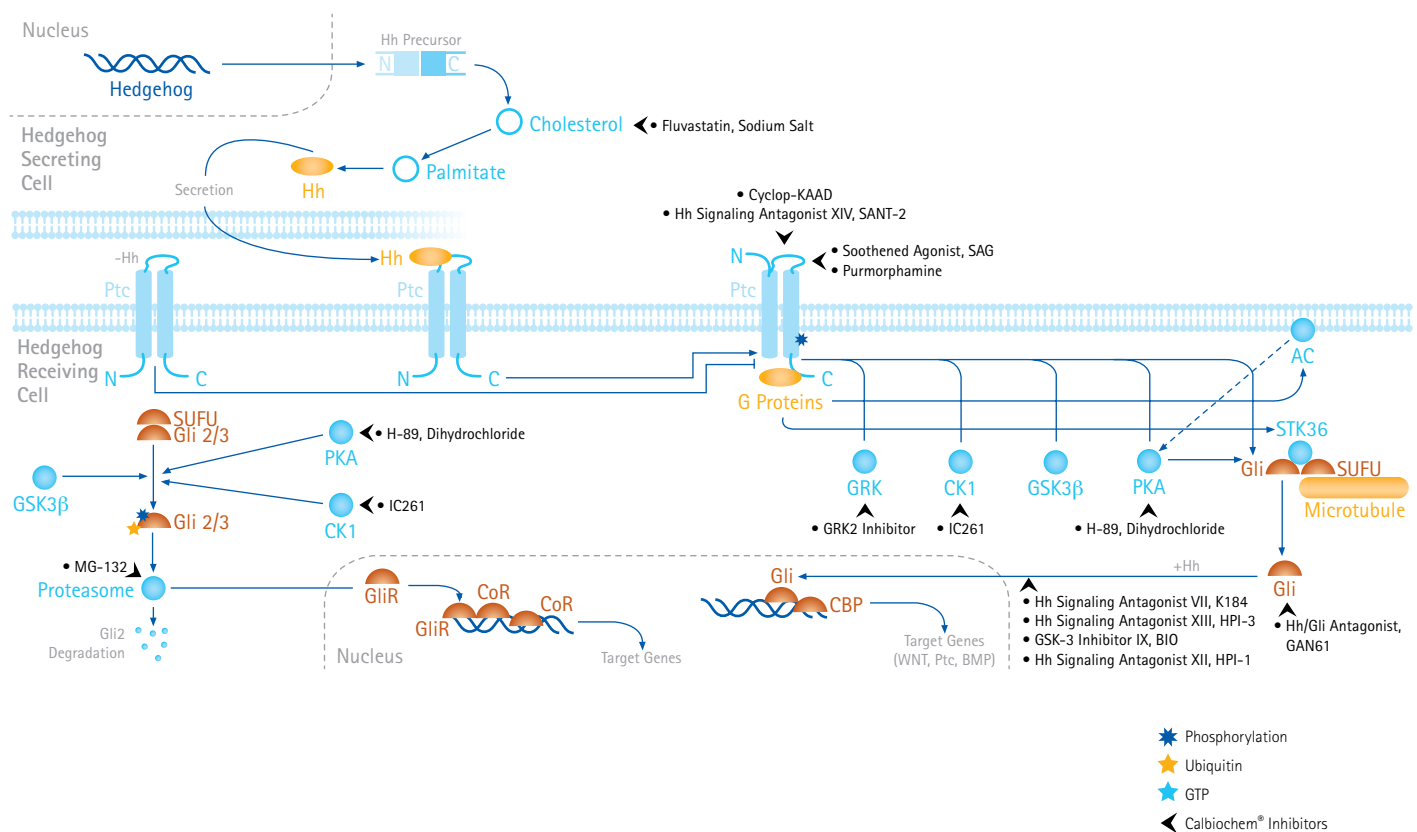 Nucleus
Hedgehog
Hh Precursor
N
C
Hedgehog
Secreting
Cell
Cholesterol
• Fluvastatin, Sodium Salt
Palmitate
Hh
Secretion
• Cyclop-KAAD
• Hh Signaling Antagonist XIV, SANT-2
-Hh
Ptc
Hh
Ptc
N
Ptc
• Soothened Agonist, SAG
• Purmorphamine
Hedgehog
Receiving
Cell
N
C
N
C
C
G Proteins
AC
SUFU
Gli 2/3
PKA
• H-89, Dihydrochloride
GSK3β
CK1
• IC261
Gli 2/3
• MG-132
Proteasome
Gli2
Degradation
GRK
• GRK2 Inhibitor
CK1
• IC261
GSK3β
PKA
• H-89, Dihydrochloride
STK36
Gli
SUFU
Microtubule
GliR
GliR
CoR
CoR
Target Genes
Nucleus
Gli
CBP
Target Genes
(WNT, Ptc, BMP)
+Hh
Gli
• Hh Signaling Antagonist VII, K184
• Hh Signaling Antagonist XIII, HPI-3
• GSK-3 Inhibitor IX, BIO
• Hh Signaling Antagonist XII, HPI-1
• Hh/Gli Antagonist,
GAN61
Phosphorylation
Ubiquitin
GTP
Calbiochem® Inhibitors